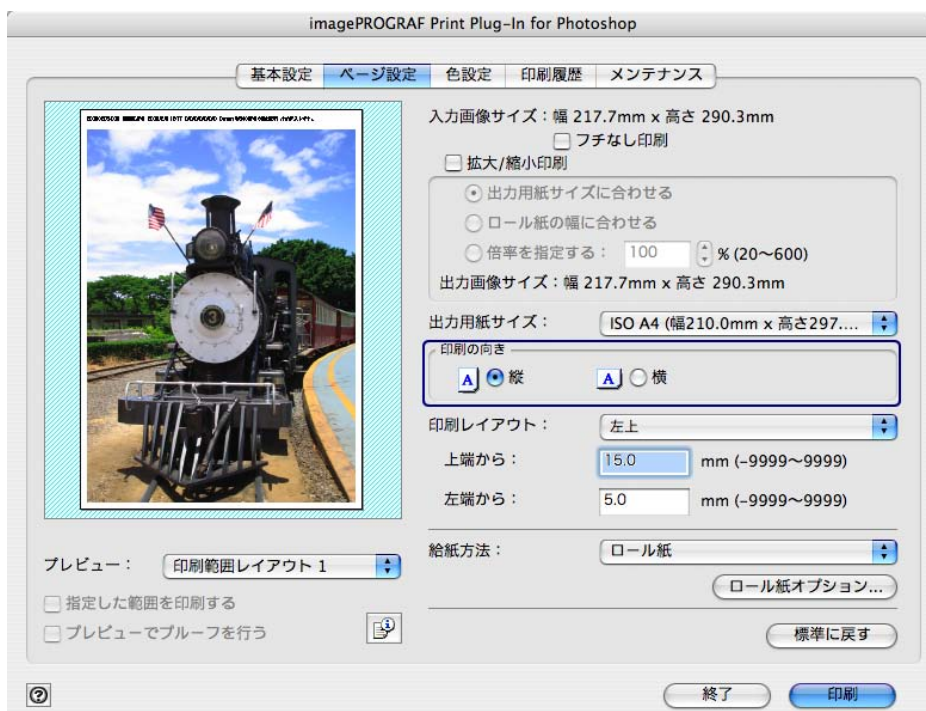 imagePROGRAF Print Plug-In for Photoshop
基本設定 ページ設定 色設定 印刷履歴 メンテナンス
入力画像サイズ：幅 217.7mm x 高さ 290.3mm
フチなし印刷
拡大/縮小印刷
出力用紙サイズに合わせる
ロール紙の幅に合わせる
倍率を指定する： 100 % (20～600)
出力画像サイズ：幅 217.7mm x 高さ 290.3mm
出力用紙サイズ： ISO A4 (幅210.0mm x 高さ297....
印刷の向き
A 縦 A 横
印刷レイアウト： 左上
上端から： 15.0 mm (-9999～9999)
左端から： 5.0 mm (-9999～9999)
給紙方法： ロール紙
ロール紙オプション...
標準に戻す
3
プレビュー： 印刷範囲レイアウト 1
指定した範囲を印刷する
プレビューでプルーフを行う
? 終了 印刷